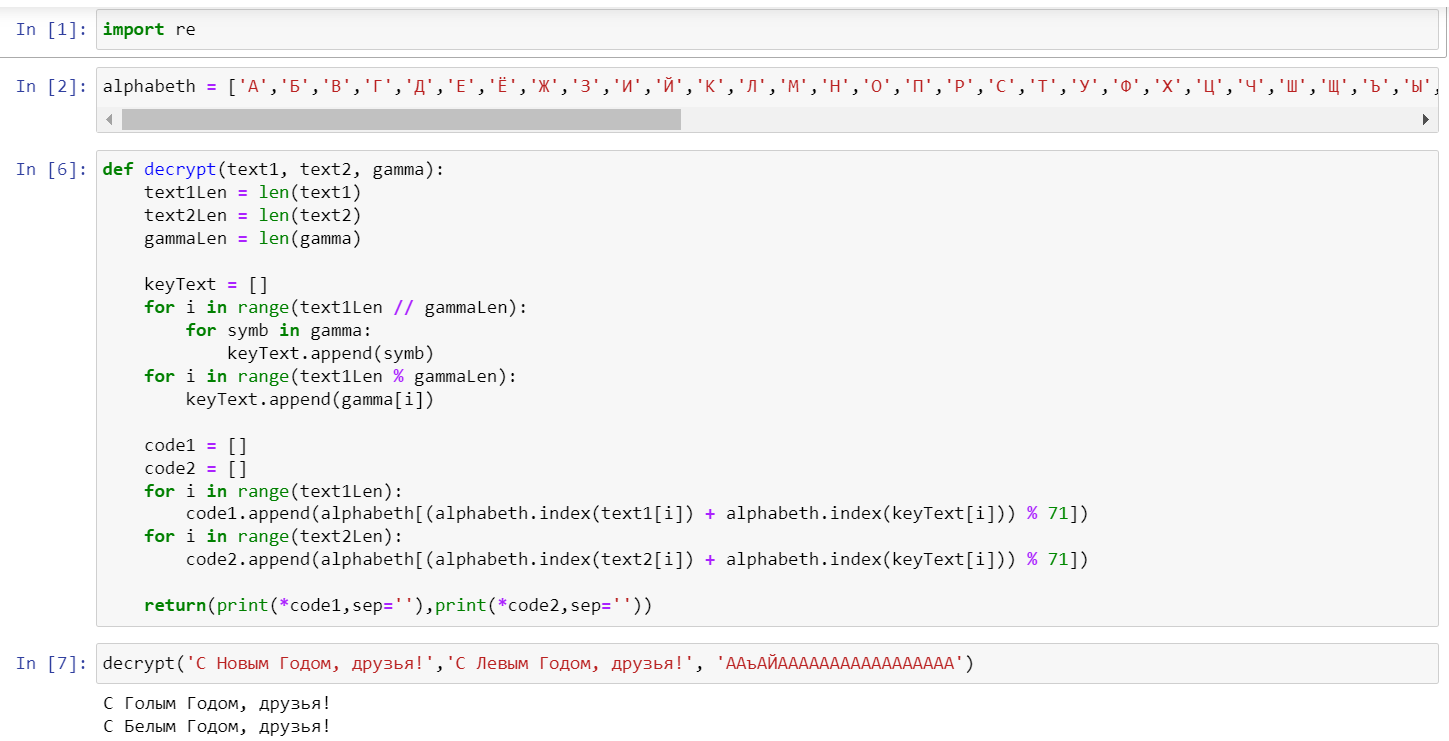 In [1]: import re
In [2]: alphabeth = ['А','Б','В','Г','Д','Е','Ё','Ж','З','И','Й','К','Л','М','Н','О','П','Р','С','Т','У','Ф','Х','Ц','Ч','Ш','Щ','Ъ','Ы',
In [6]: def decrypt(text1, text2, gamma):
    text1Len = len(text1)
    text2Len = len(text2)
    gammaLen = len(gamma)
    keyText = []
    for i in range(text1Len // gammaLen):
        for symb in gamma:
            keyText.append(symb)
    for i in range(text1Len % gammaLen):
        keyText.append(gamma[i])
    code1 = []
    code2 = []
    for i in range(text1Len):
        code1.append(alphabeth[(alphabeth.index(text1[i]) + alphabeth.index(keyText[i])) % 71])
    for i in range(text2Len):
        code2.append(alphabeth[(alphabeth.index(text2[i]) + alphabeth.index(keyText[i])) % 71])
    return(print(*code1,sep=''),print(*code2,sep=''))
In [7]: decrypt('С Новым Годом, друзья!','С Левым Годом, друзья!', 'ААъАЙААААААААААААААААА')
С Голым Годом, друзья!
С Белым Годом, друзья!